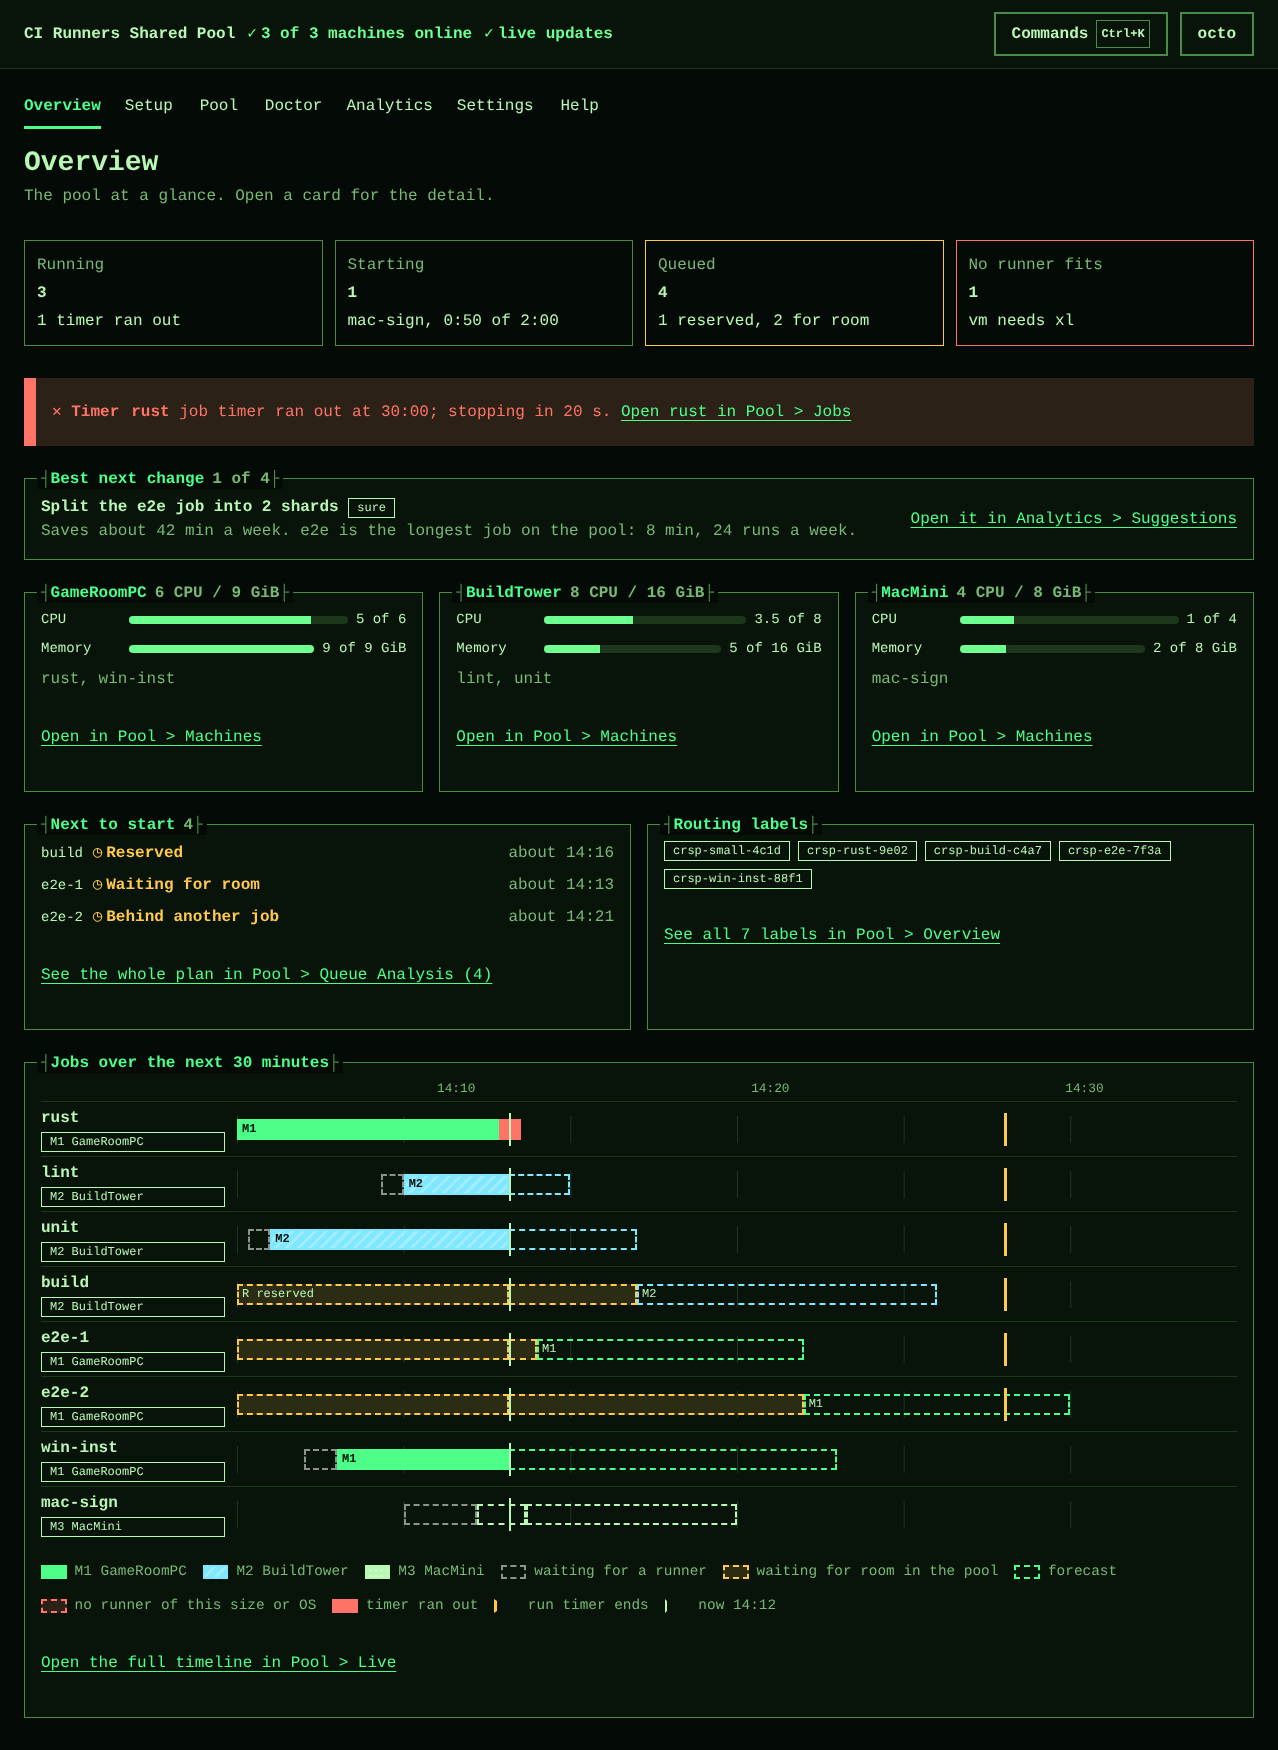 CI Runners Shared Pool ✓ 3 of 3 machines online ✓ live updates Commands Ctrl+K octo
Overview Setup Pool Doctor Analytics Settings Help
Overview
The pool at a glance. Open a card for the detail.
Running
3
1 timer ran out
Starting
1
mac-sign, 0:50 of 2:00
Queued
4
1 reserved, 2 for room
No runner fits
1
vm needs xl
× Timer rust job timer ran out at 30:00; stopping in 20 s. Open rust in Pool > Jobs
Best next change 1 of 4
Split the e2e job into 2 shards sure
Saves about 42 min a week. e2e is the longest job on the pool: 8 min, 24 runs a week.
Open it in Analytics > Suggestions
GameRoomPC 6 CPU / 9 GiB
CPU 5 of 6
Memory 9 of 9 GiB
rust, win-inst
Open in Pool > Machines
BuildTower 8 CPU / 16 GiB
CPU 3.5 of 8
Memory 5 of 16 GiB
lint, unit
Open in Pool > Machines
MacMini 4 CPU / 8 GiB
CPU 1 of 4
Memory 2 of 8 GiB
mac-sign
Open in Pool > Machines
Next to start 4
build ◷ Reserved about 14:16
e2e-1 ◷ Waiting for room about 14:13
e2e-2 ◷ Behind another job about 14:21
See the whole plan in Pool > Queue Analysis (4)
Routing labels
crsp-small-4c1d crsp-rust-9e02 crsp-build-c4a7 crsp-e2e-7f3a
crsp-win-inst-88f1
See all 7 labels in Pool > Overview
Jobs over the next 30 minutes
14:10 14:20 14:30
rust
M1 GameRoomPC
M1
lint
M2 BuildTower
M2
unit
M2 BuildTower
M2
build
M2 BuildTower
R reserved M2
e2e-1
M1 GameRoomPC
M1
e2e-2
M1 GameRoomPC
M1
win-inst
M1 GameRoomPC
M1
mac-sign
M3 MacMini
M1 GameRoomPC M2 BuildTower M3 MacMini waiting for a runner waiting for room in the pool forecast
no runner of this size or OS timer ran out run timer ends now 14:12
Open the full timeline in Pool > Live